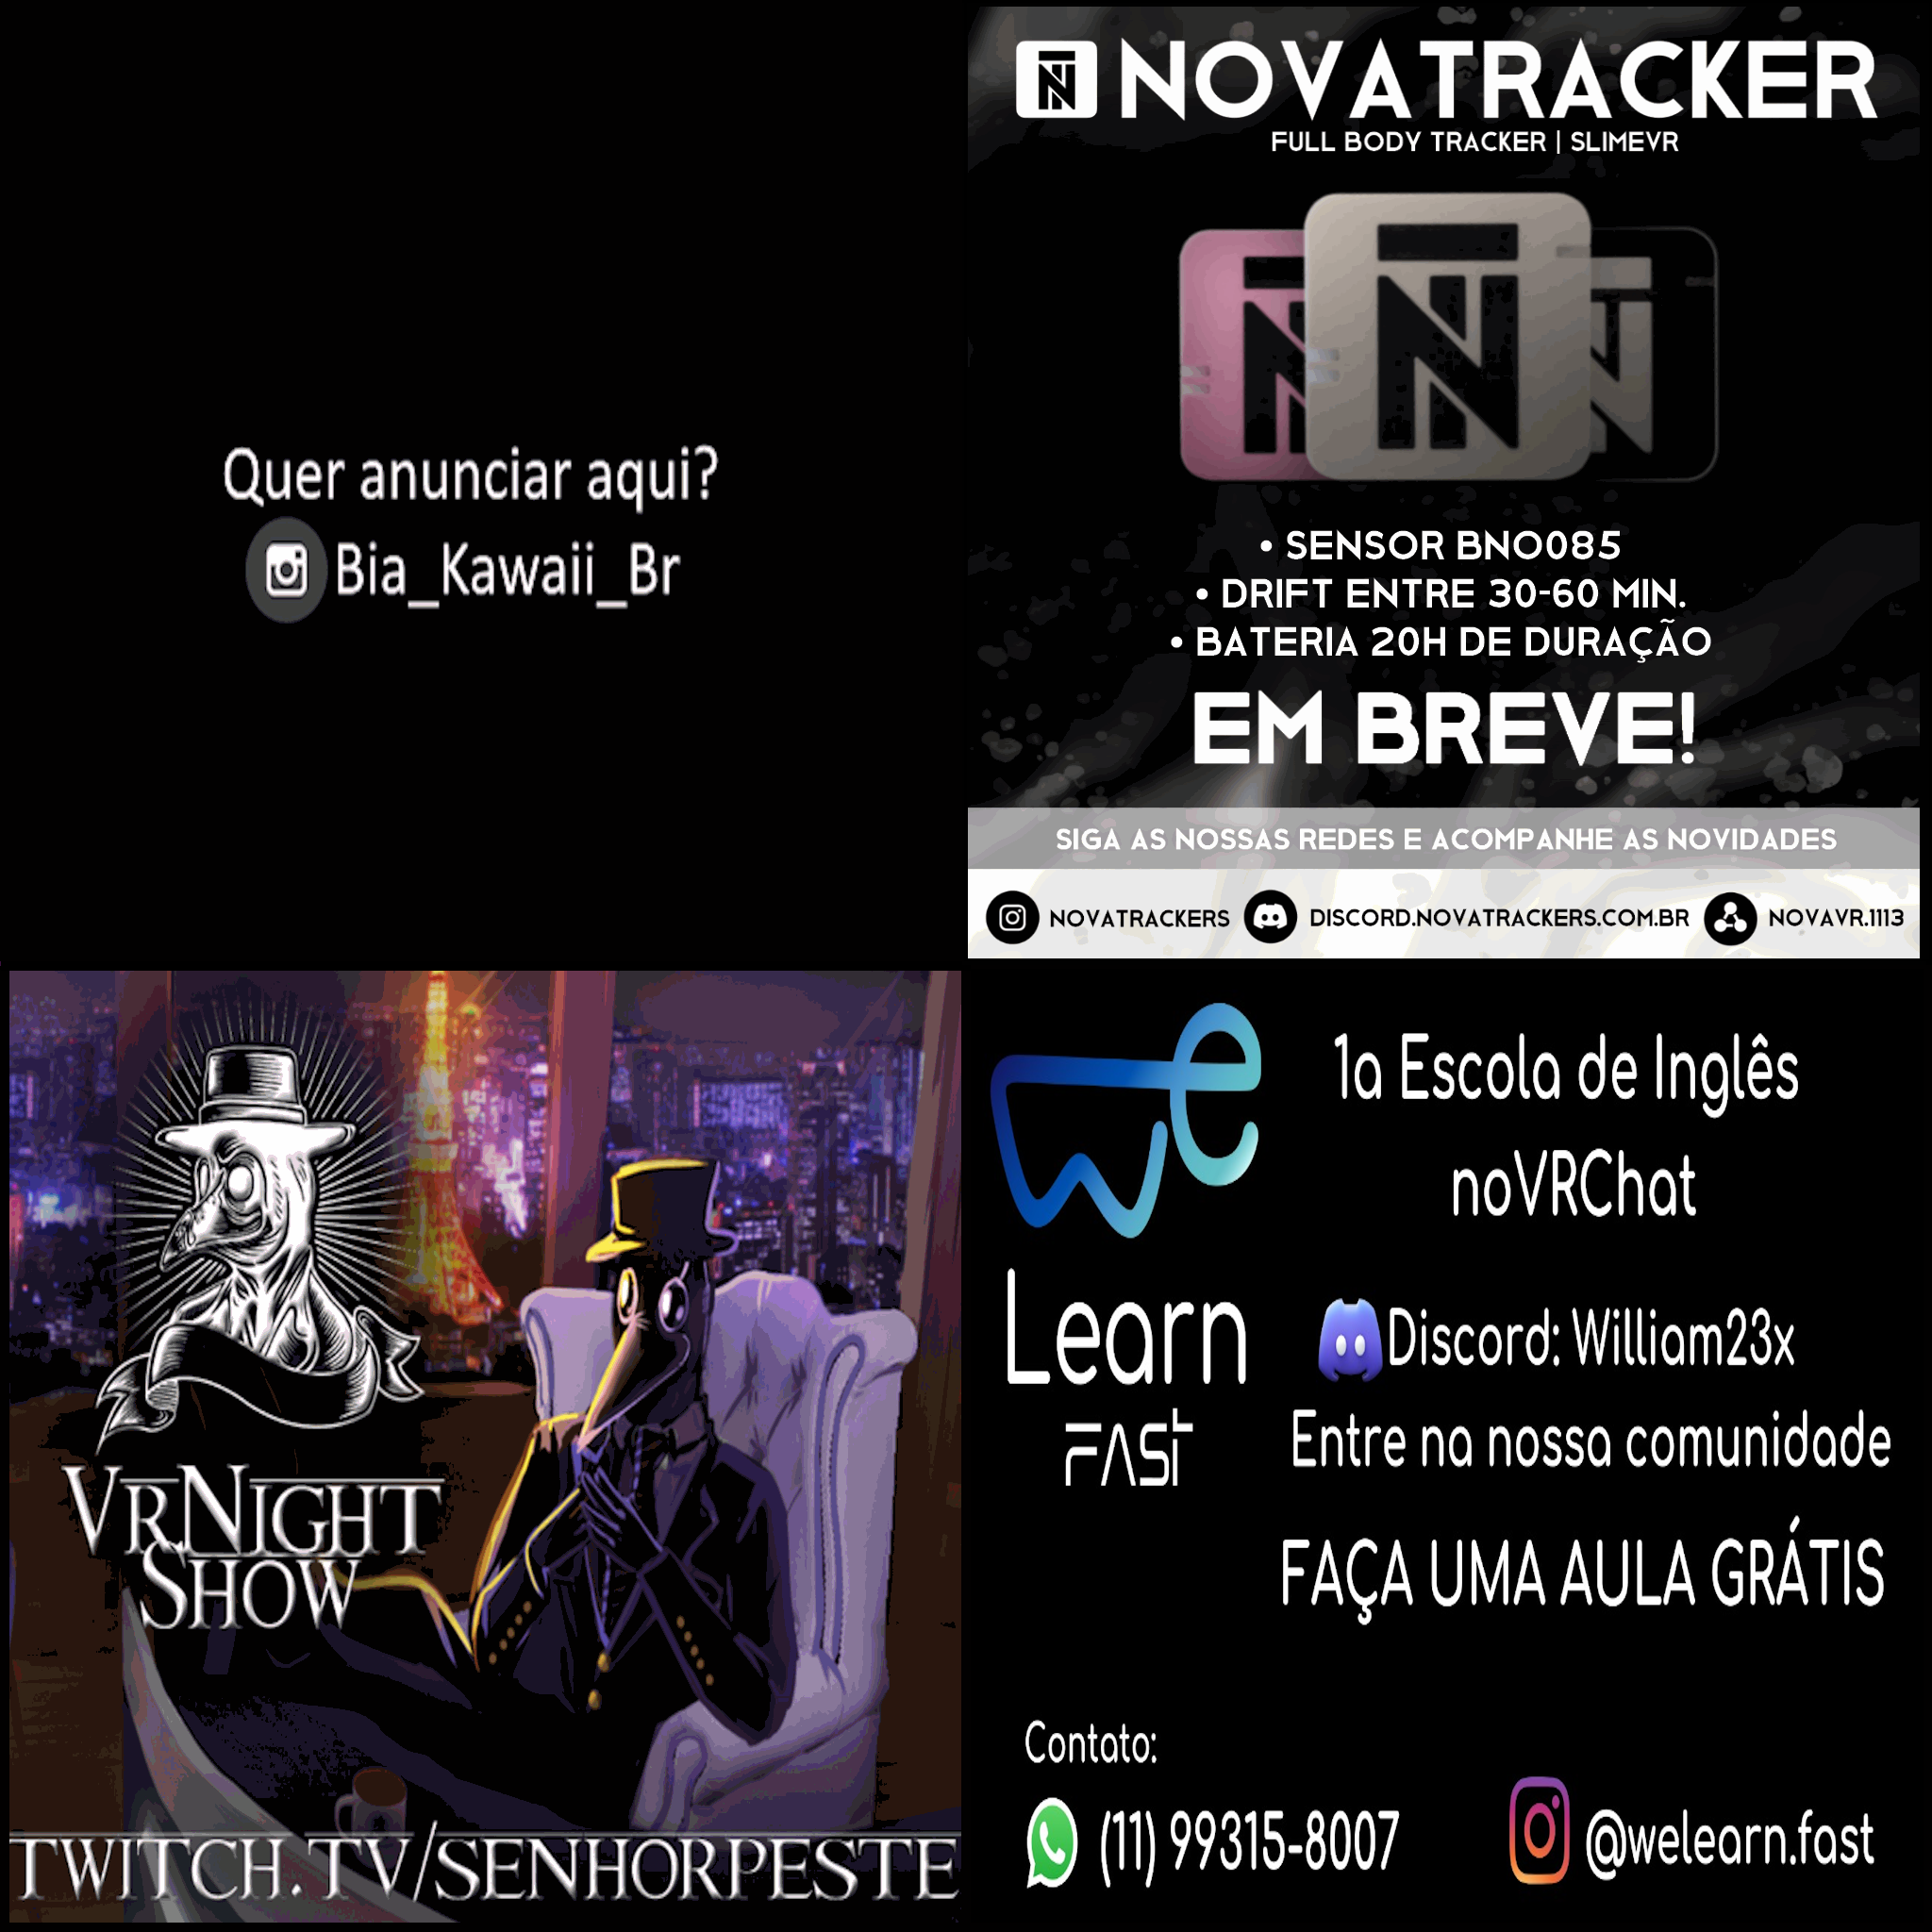 Quer anunciar aqui?
Bia_Kawaii_Br
NOVATRACKER
FULL BODY TRACKER | SLIMEVR
• SENSOR BNO085
• DRIFT ENTRE 30-60 MIN.
• BATERIA 20H DE DURAÇÃO
EM BREVE!
SIGA AS NOSSAS REDES E ACOMPANHE AS NOVIDADES
NOVATRACKERS DISCORD.NOVATRACKERS.COM.BR NOVAVR.1113
VRNIGHT
SHOW
TWITCH.TV/SENHORPESTE
we
Learn
FAST
1a Escola de Inglês
noVRChat
Discord: William23x
Entre na nossa comunidade
FAÇA UMA AULA GRÁTIS
Contato:
(11) 99315-8007
@welearn.fast